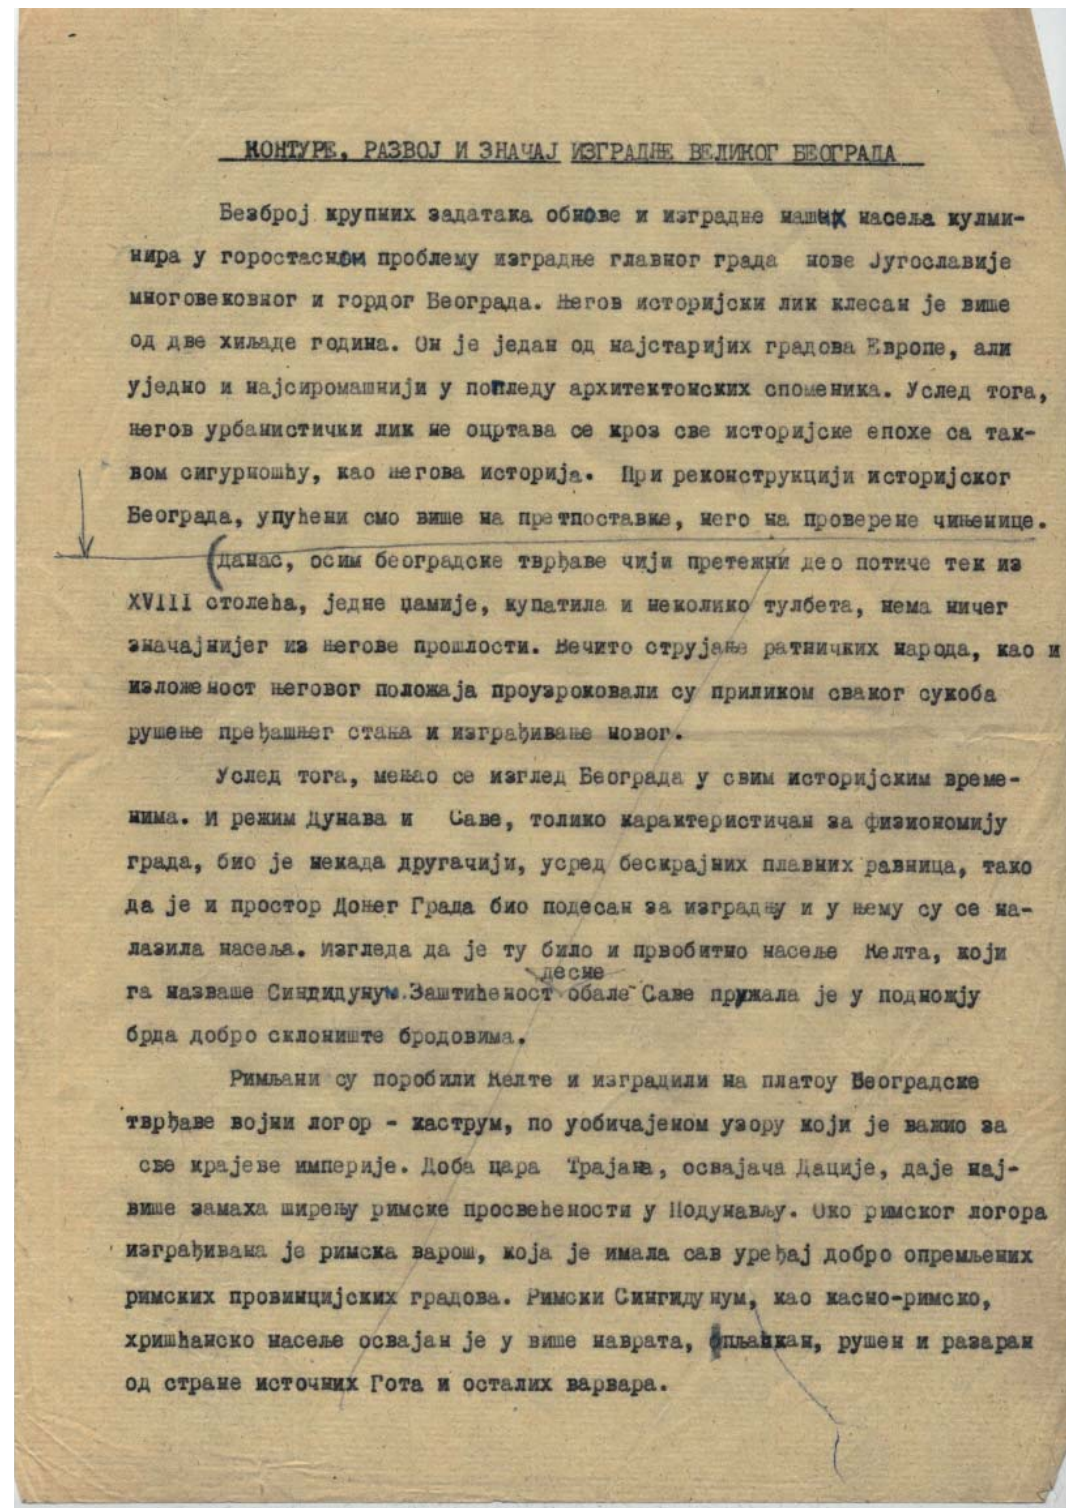 КОНТУРЕ, РАЗВОЈ И ЗНАЧАЈ ИЗГРАДЊЕ ВЕЛИКОГ БЕОГРАДА
Безброј крупних задатака обнове и изградње наших насеља кулми-
нира у горостасном проблему изградње главног града нове Југославије
многовековног и гордог Београда. Његов историјски лик клесан је више
од две хиљаде година. Он је један од најстаријих градова Европе, али
уједно и најсиромашнији у погледу архитектонских споменика. Услед тога,
његов урбанистички лик не оцртава се кроз све историјске епохе са так-
вом сигурношћу, као његова историја. При реконструкцији историјског
Београда, упућени смо више на претпоставке, него на проверене чињенице.
(Данас, осим београдске тврђаве чији претежни део потиче тек из
XVIII столећа, једне џамије, купатила и неколико тулбета, нема ничег
значајнијег из његове прошлости. Вечито струјање ратничких народа, као и
изложеност његовог положаја проузроковали су приликом сваког сукоба
рушење пређашњег стања и изграђивање новог.
Услед тога, мењао се изглед Београда у свим историјским време-
нима. И режим Дунава и Саве, толико карактеристичан за физиономију
града, био је некада другачији, усред бескрајних плавних равница, тако
да је и простор Доњег Града био подесан за изградњу и у њему су се на-
лазила насеља. Изгледа да је ту било и првобитно насеље Келта, који
десне
га назваше Сингидунум. Заштићеност обале Саве пружала је у подножју
брда добро склониште бродовима.
Римљани су поробили Келте и изградили на платоу Београдске
тврђаве војни логор - каструм, по уобичајеном узору који је важио за
све крајеве империје. Доба цара Трајана, освајача Дације, даје нај-
више замаха ширењу римске просвећености у Подунављу. Око римског логора
изграђивана је римска варош, која је имала сав уређај добро опремљених
римских провинцијских градова. Римски Сингидунум, као касно-римско,
хришћанско насеље освајан је у више наврата, опљачкан, рушен и разаран
од стране источних Гота и осталих варвара.